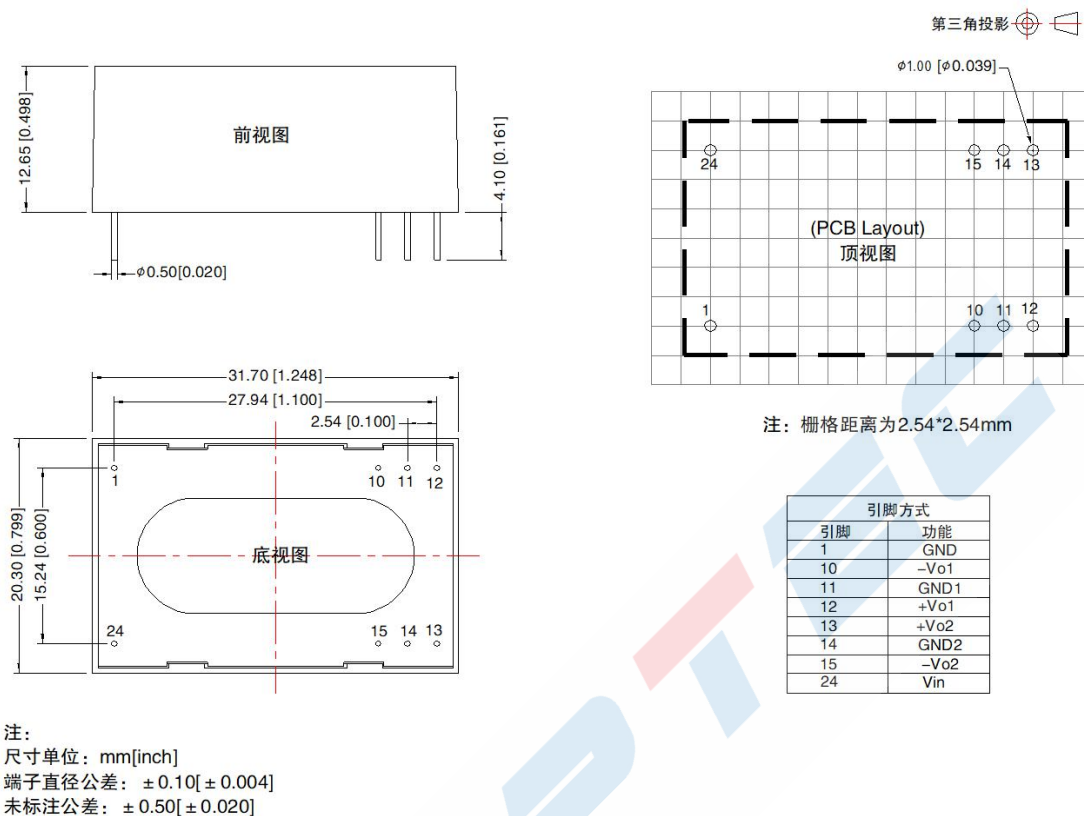 第三角投影
12.65 [0.498]
前视图
4.10 [0.161]
φ0.50[0.020]
φ1.00 [φ0.039]
24 15 14 13
(PCB Layout)
顶视图
1 10 11 12
注：栅格距离为2.54*2.54mm
31.70 [1.248]
27.94 [1.100]
2.54 [0.100]
20.30 [0.799]
15.24 [0.600]
1 10 11 12
底视图
24 15 14 13
引脚方式
引脚 功能
1 GND
10 –Vo1
11 GND1
12 +Vo1
13 +Vo2
14 GND2
15 –Vo2
24 Vin
注：
尺寸单位：mm[inch]
端子直径公差：±0.10[±0.004]
未标注公差：±0.50[±0.020]
PTEC